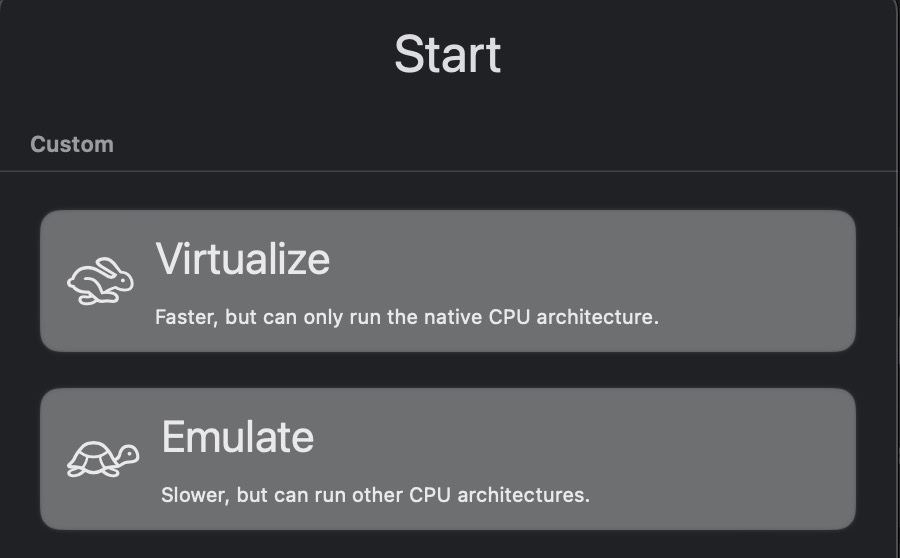 Start
Custom
Virtualize
Faster, but can only run the native CPU architecture.
Emulate
Slower, but can run other CPU architectures.